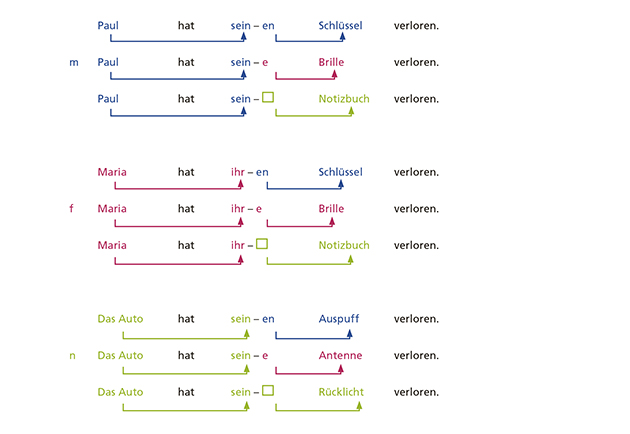 Paul hat sein – en Schlüssel verloren.
m Paul hat sein – e Brille verloren.
Paul hat sein – □ Notizbuch verloren.
Maria hat ihr – en Schlüssel verloren.
f Maria hat ihr – e Brille verloren.
Maria hat ihr – □ Notizbuch verloren.
Das Auto hat sein – en Auspuff verloren.
n Das Auto hat sein – e Antenne verloren.
Das Auto hat sein – □ Rücklicht verloren.